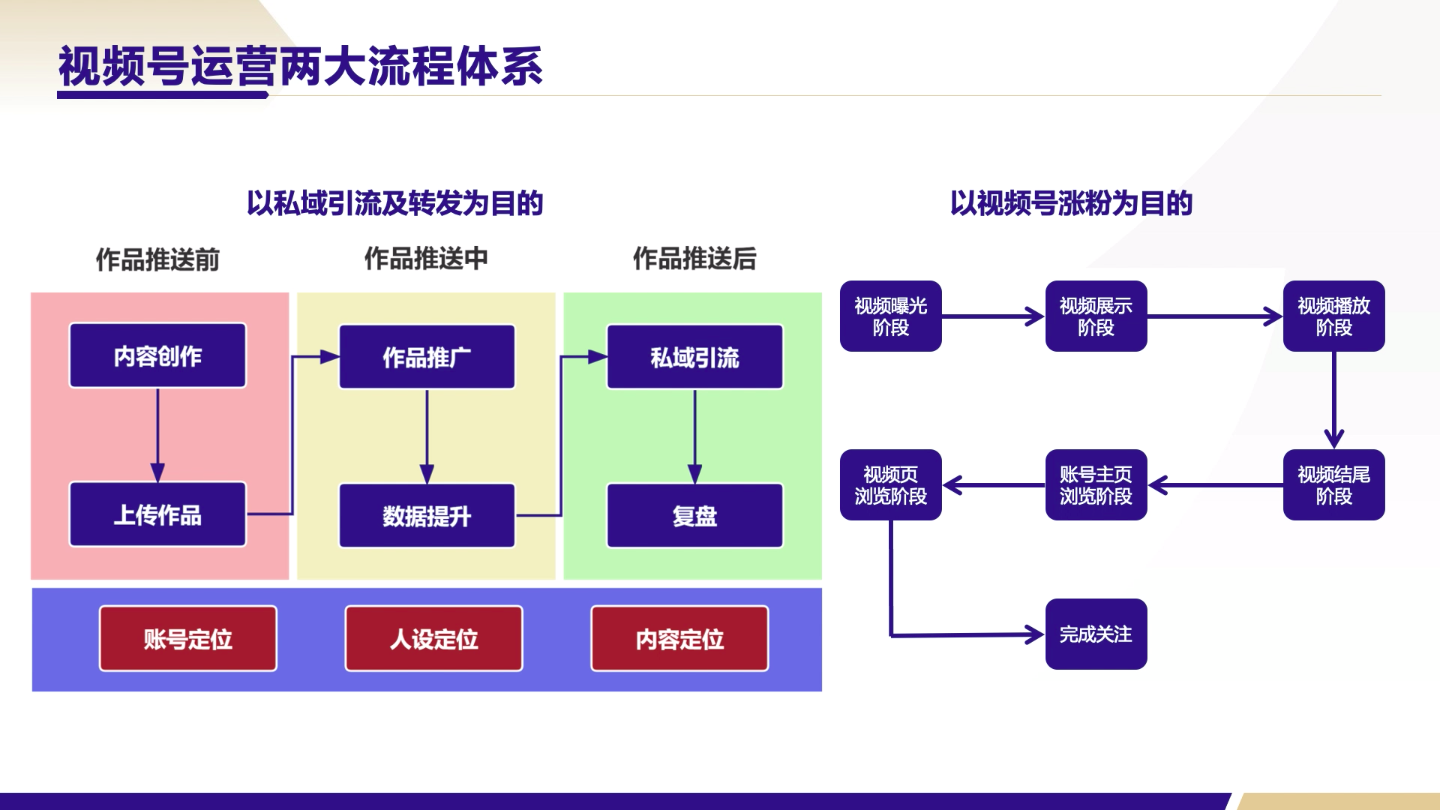 视频号运营两大流程体系
以私域引流及转发为目的
作品推送前
作品推送中
作品推送后
内容创作
作品推广
私域引流
上传作品
数据提升
复盘
账号定位
人设定位
内容定位
以视频号涨粉为目的
视频曝光
阶段
视频展示
阶段
视频播放
阶段
视频结尾
阶段
账号主页
浏览阶段
视频页
浏览阶段
完成关注